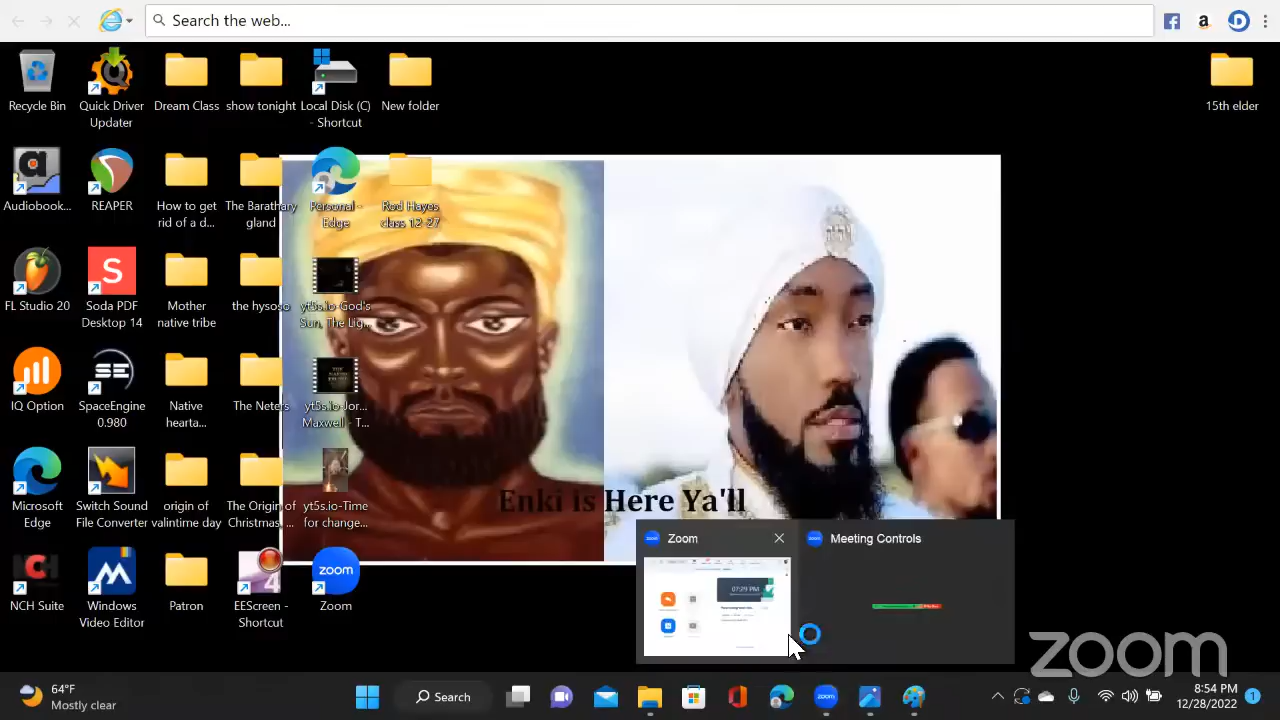 Search the web...
Recycle Bin
Quick Driver
Updater
Dream Class
show tonight
Local Disk (C)
- Shortcut
New folder
15th elder
Audiobook...
REAPER
How to get
rid of a d...
The Barathary
gland
Personal -
Edge
Rod Hayes
class 12-27
FL Studio 20
Soda PDF
Desktop 14
Mother
native tribe
the hysoso
yt5s.io-God's
Sun, The Lig...
IQ Option
SpaceEngine
0.980
Native
hearta...
The Neters
yt5s.io-Jor...
Maxwell - T...
Microsoft
Edge
Switch Sound
File Converter
origin of
valintime day
The Origin of
Christmas,...
yt5s.io-Time
for change...
Enki is Here Ya'll
NCH Suite
Windows
Video Editor
Patron
EEScreen -
Shortcut
zoom
Zoom
Zoom
Meeting Controls
07:29 PM
zoom
64°F
Mostly clear
Search
8:54 PM
12/28/2022
1